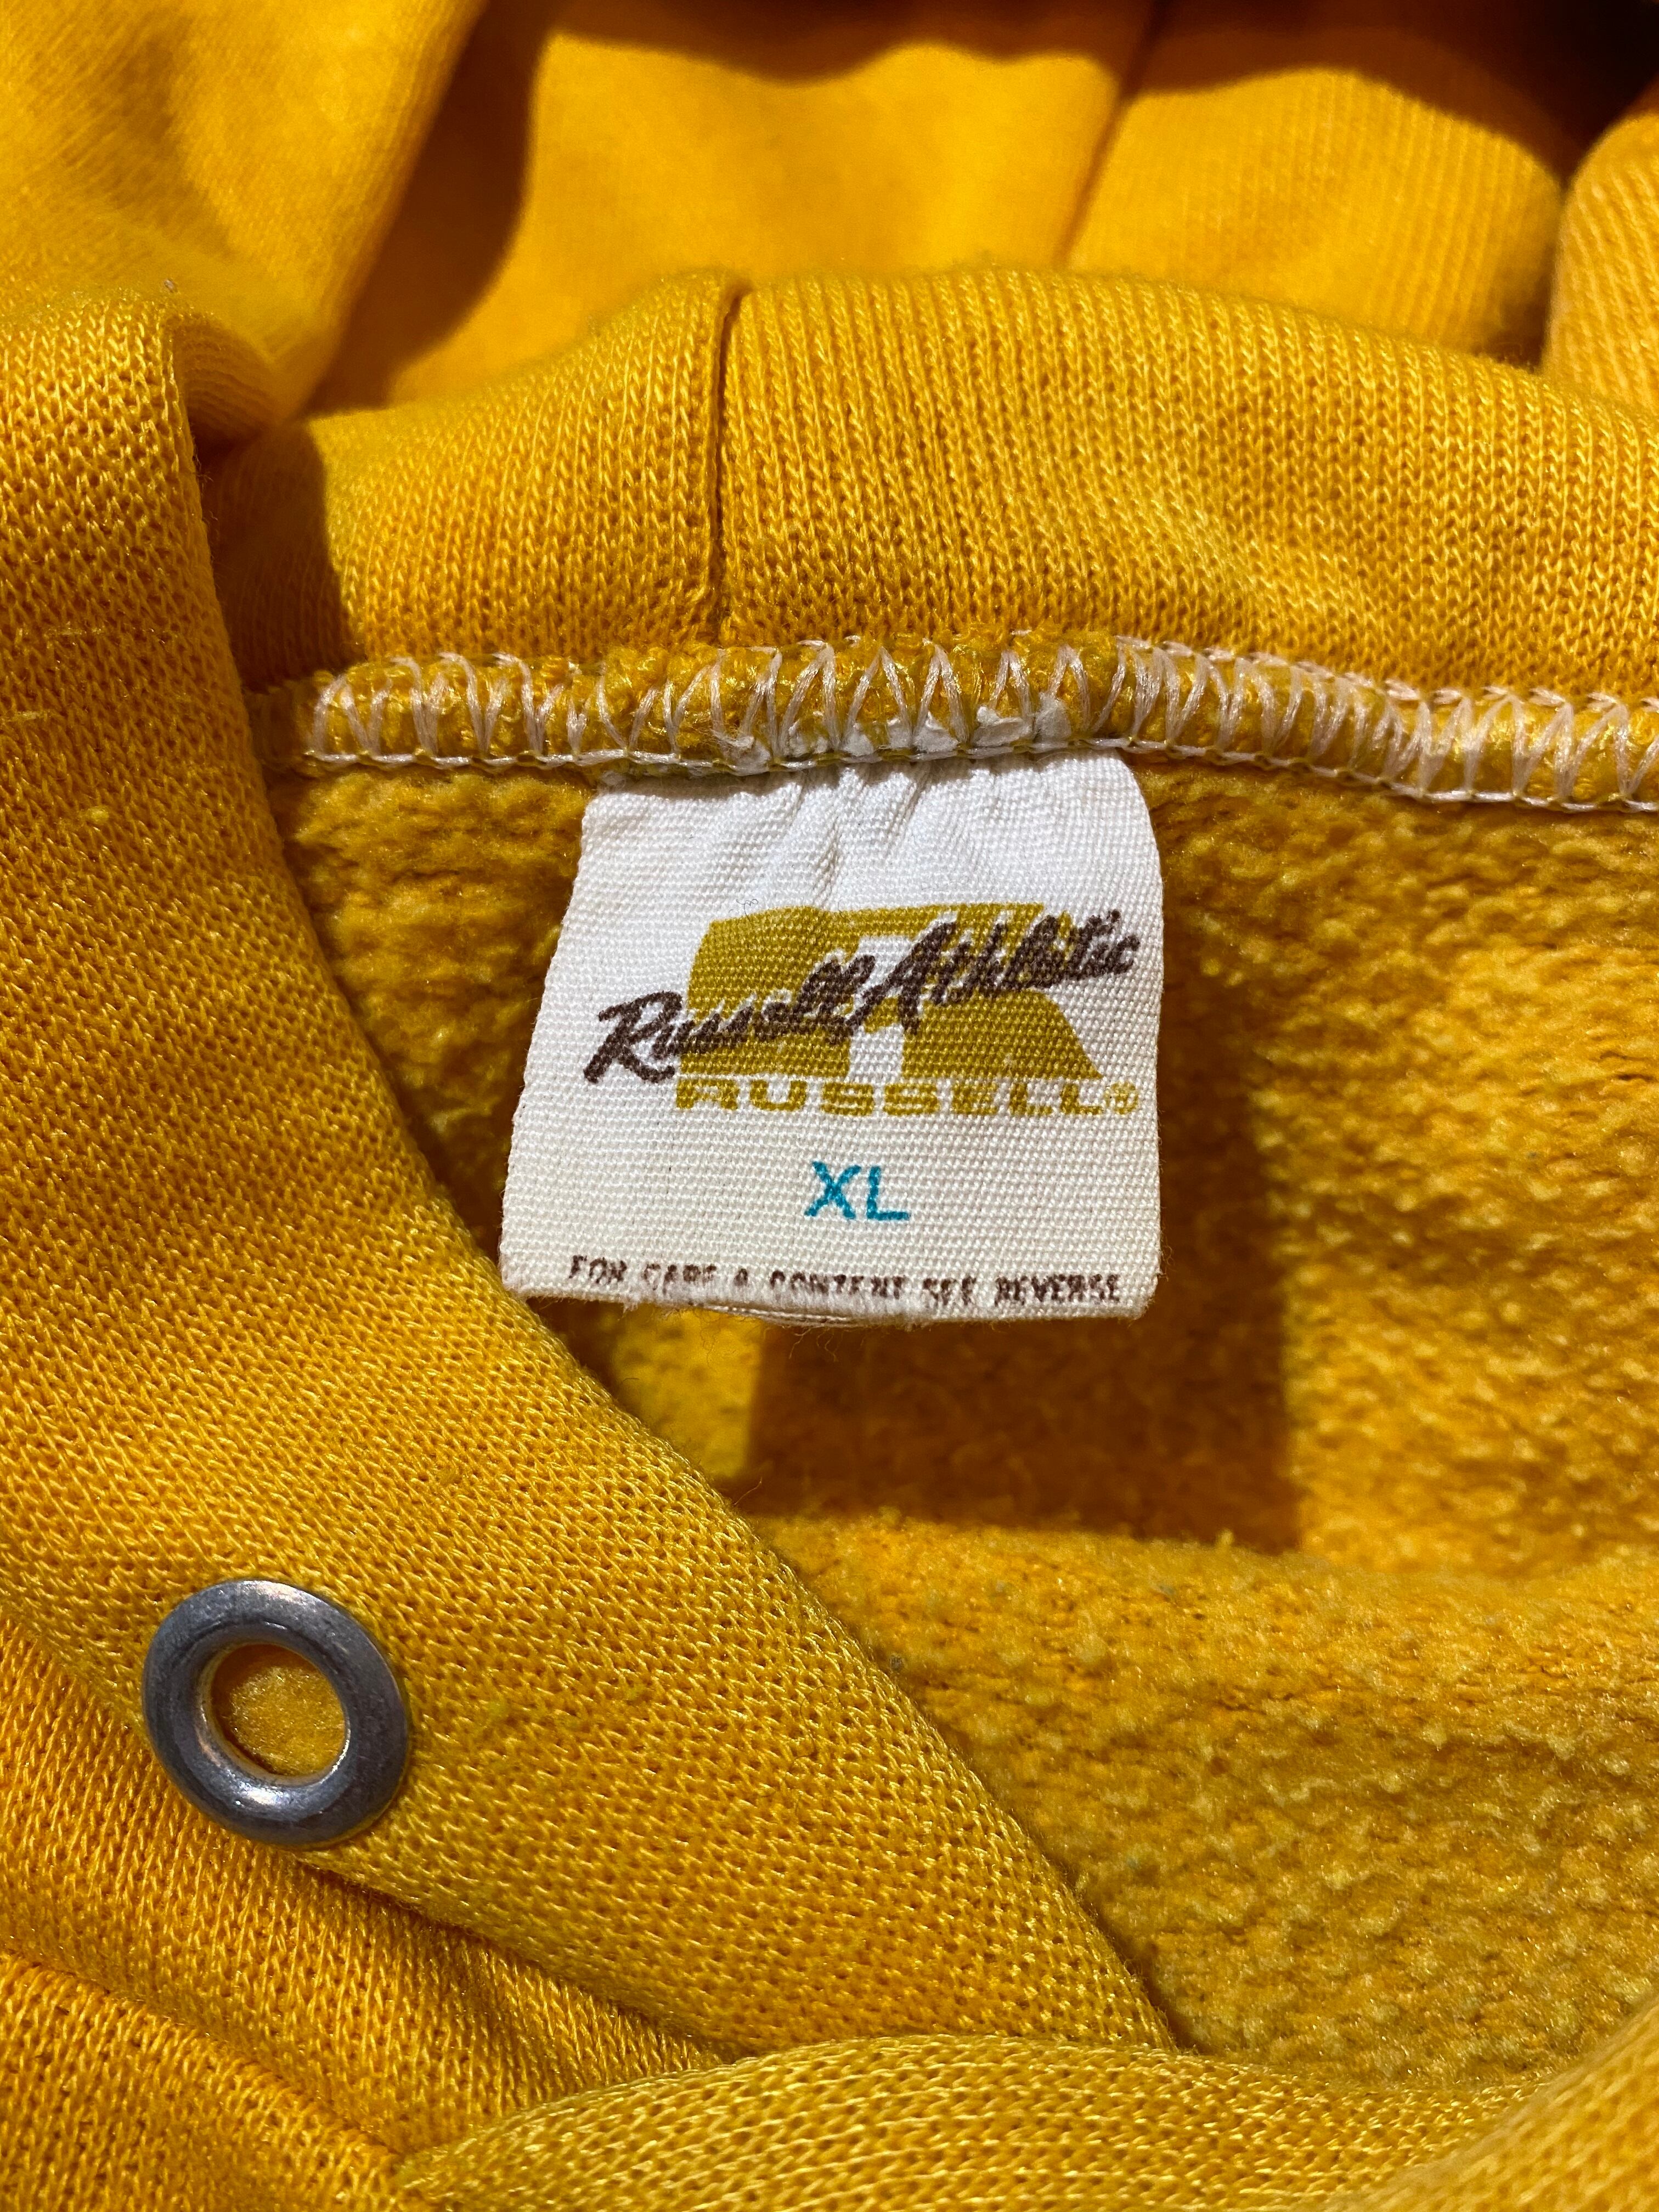 Russell Athletic
RUSSELL®
XL
FOR CARE & CONTENT SEE REVERSE